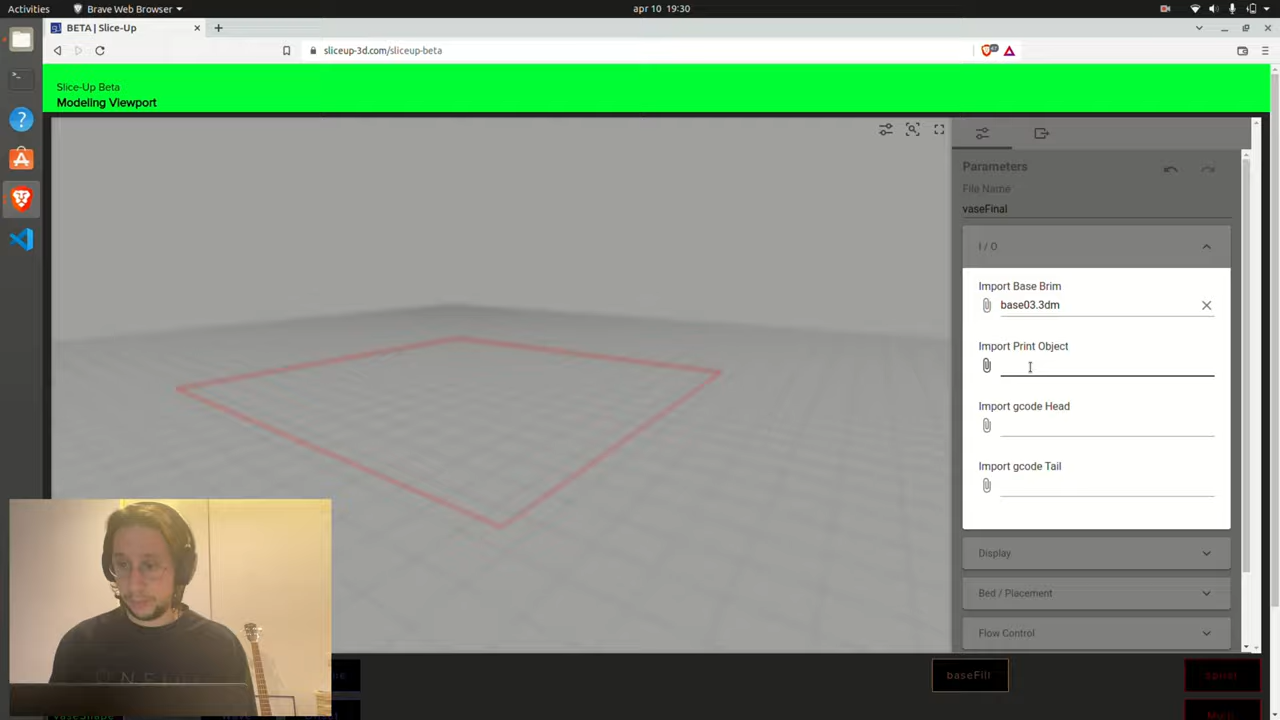 Activities
Brave Web Browser
apr 10 19:30
BETA | Slice-Up
sliceup-3d.com/sliceup-beta
Slice-Up Beta
Modeling Viewport
Parameters
File Name
vaseFinal
I / O
Import Base Brim
base03.3dm
Import Print Object
Import gcode Head
Import gcode Tail
Display
Bed / Placement
Flow Control
baseFill
Spiral